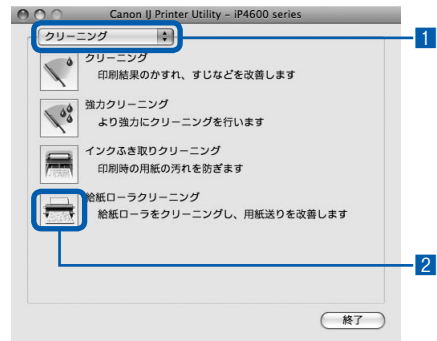 Canon IJ Printer Utility – iP4600 series
クリーニング
1
クリーニング
印刷結果のかすれ、すじなどを改善します
強力クリーニング
より強力にクリーニングを行います
インクふき取りクリーニング
印刷時の用紙の汚れを防ぎます
給紙ローラクリーニング
給紙ローラをクリーニングし、用紙送りを改善します
2
終了